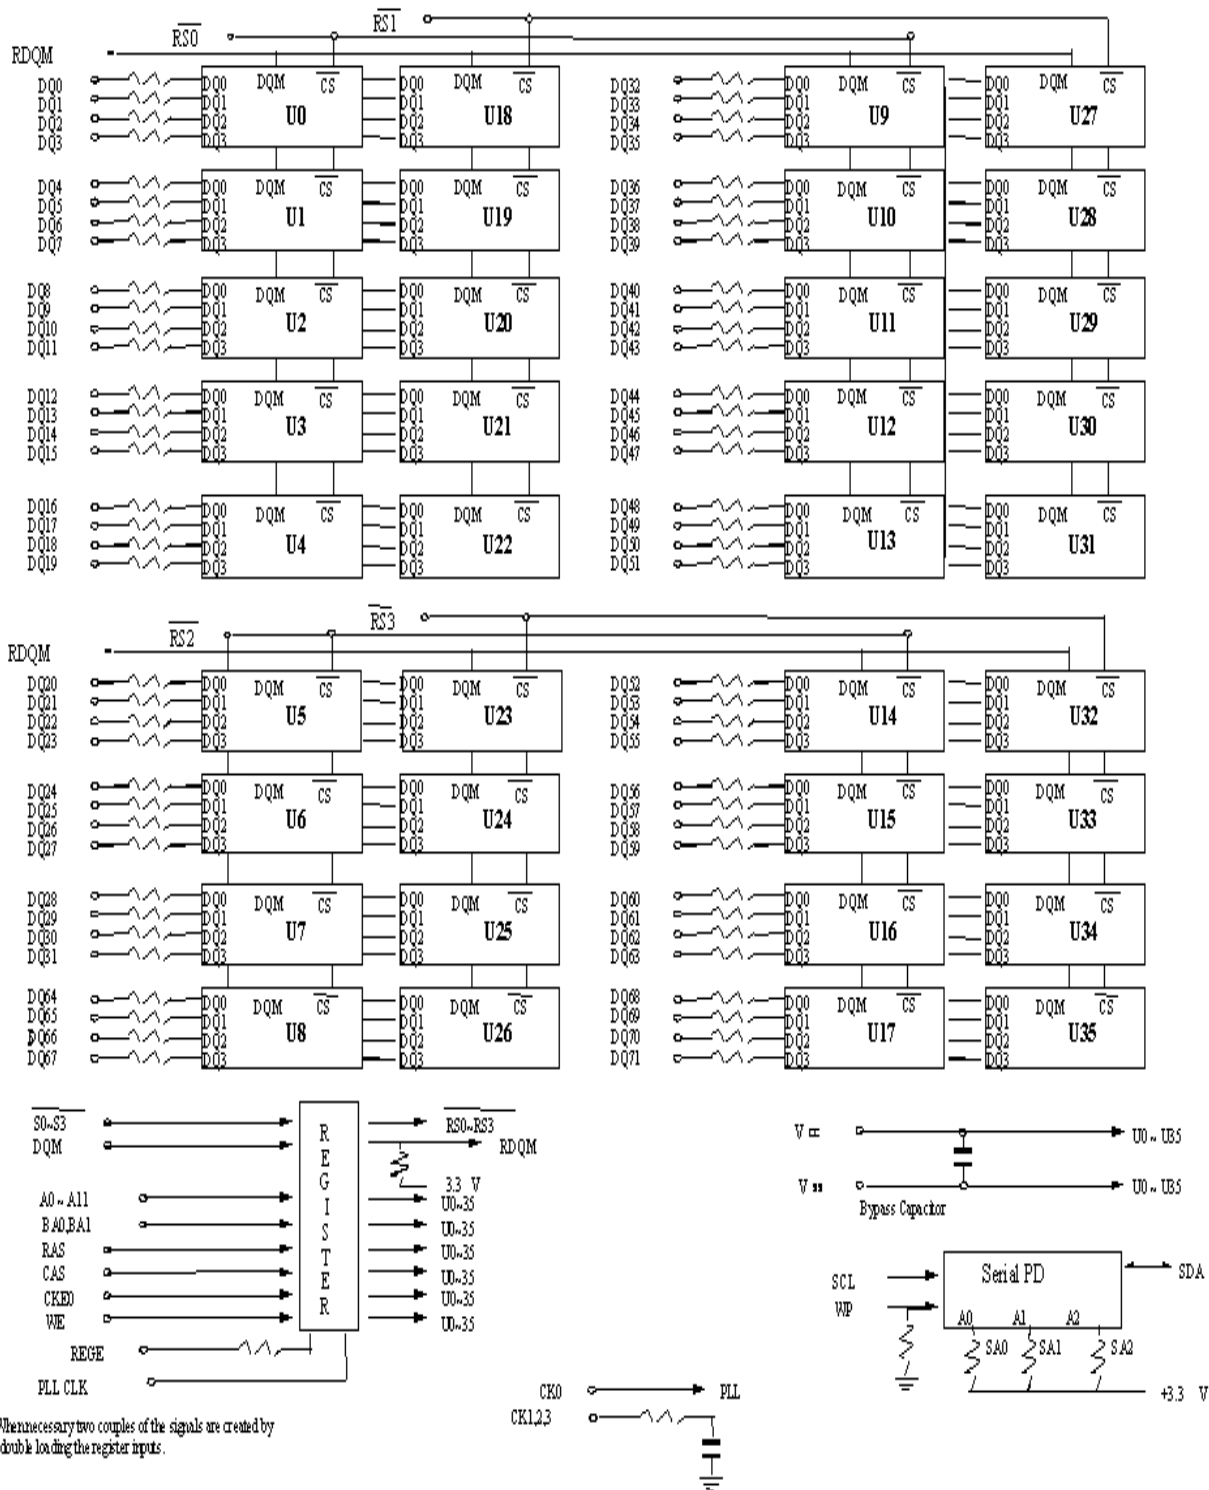 RS0 RS1
RDQM
DQ0 DQ0 DQM CS DQ0 DQM CS DQ32 DQ0 DQM CS DQ0 DQM CS
DQ1 DQ1 U0 DQ1 U18 DQ33 DQ1 U9 DQ1 U27
DQ2 DQ2 DQ2 DQ34 DQ2 DQ2
DQ3 DQ3 DQ3 DQ35 DQ3 DQ3
DQ4 DQ0 DQM CS DQ0 DQM CS DQ36 DQ0 DQM CS DQ0 DQM CS
DQ5 DQ1 U1 DQ1 U19 DQ37 DQ1 U10 DQ1 U28
DQ6 DQ2 DQ2 DQ38 DQ2 DQ2
DQ7 DQ3 DQ3 DQ39 DQ3 DQ3
DQ8 DQ0 DQM CS DQ0 DQM CS DQ40 DQ0 DQM CS DQ0 DQM CS
DQ9 DQ1 U2 DQ1 U20 DQ41 DQ1 U11 DQ1 U29
DQ10 DQ2 DQ2 DQ42 DQ2 DQ2
DQ11 DQ3 DQ3 DQ43 DQ3 DQ3
DQ12 DQ0 DQM CS DQ0 DQM CS DQ44 DQ0 DQM CS DQ0 DQM CS
DQ13 DQ1 U3 DQ1 U21 DQ45 DQ1 U12 DQ1 U30
DQ14 DQ2 DQ2 DQ46 DQ2 DQ2
DQ15 DQ3 DQ3 DQ47 DQ3 DQ3
DQ16 DQ0 DQM CS DQ0 DQM CS DQ48 DQ0 DQM CS DQ0 DQM CS
DQ17 DQ1 U4 DQ1 U22 DQ49 DQ1 U13 DQ1 U31
DQ18 DQ2 DQ2 DQ50 DQ2 DQ2
DQ19 DQ3 DQ3 DQ51 DQ3 DQ3
RS2 RS3
RDQM
DQ20 DQ0 DQM CS DQ0 DQM CS DQ52 DQ0 DQM CS DQ0 DQM CS
DQ21 DQ1 U5 DQ1 U23 DQ53 DQ1 U14 DQ1 U32
DQ22 DQ2 DQ2 DQ54 DQ2 DQ2
DQ23 DQ3 DQ3 DQ55 DQ3 DQ3
DQ24 DQ0 DQM CS DQ0 DQM CS DQ56 DQ0 DQM CS DQ0 DQM CS
DQ25 DQ1 U6 DQ1 U24 DQ57 DQ1 U15 DQ1 U33
DQ26 DQ2 DQ2 DQ58 DQ2 DQ2
DQ27 DQ3 DQ3 DQ59 DQ3 DQ3
DQ28 DQ0 DQM CS DQ0 DQM CS DQ60 DQ0 DQM CS DQ0 DQM CS
DQ29 DQ1 U7 DQ1 U25 DQ61 DQ1 U16 DQ1 U34
DQ30 DQ2 DQ2 DQ62 DQ2 DQ2
DQ31 DQ3 DQ3 DQ63 DQ3 DQ3
DQ64 DQ0 DQM CS DQ0 DQM CS DQ68 DQ0 DQM CS DQ0 DQM CS
DQ65 DQ1 U8 DQ1 U26 DQ69 DQ1 U17 DQ1 U35
DQ66 DQ2 DQ2 DQ70 DQ2 DQ2
DQ67 DQ3 DQ3 DQ71 DQ3 DQ3
S0~S3 RS0~RS3
DQM RDQM
REGISTER
3.3 V
A0 ~ A11 U0~35
BA0,BA1 U0~35
RAS U0~35
CAS U0~35
CKE0 U0~35
WE U0~35
REGE
PLL CLK
V cc U0 ~ U35
V ss U0 ~ U35
Bypass Capacitor
Serial PD
SCL SDA
WP
A0 A1 A2
SA0 SA1 SA2
+3.3 V
CK0 PLL
CK1,2,3
When necessary two couples of the signals are created by
double loading the register inputs.